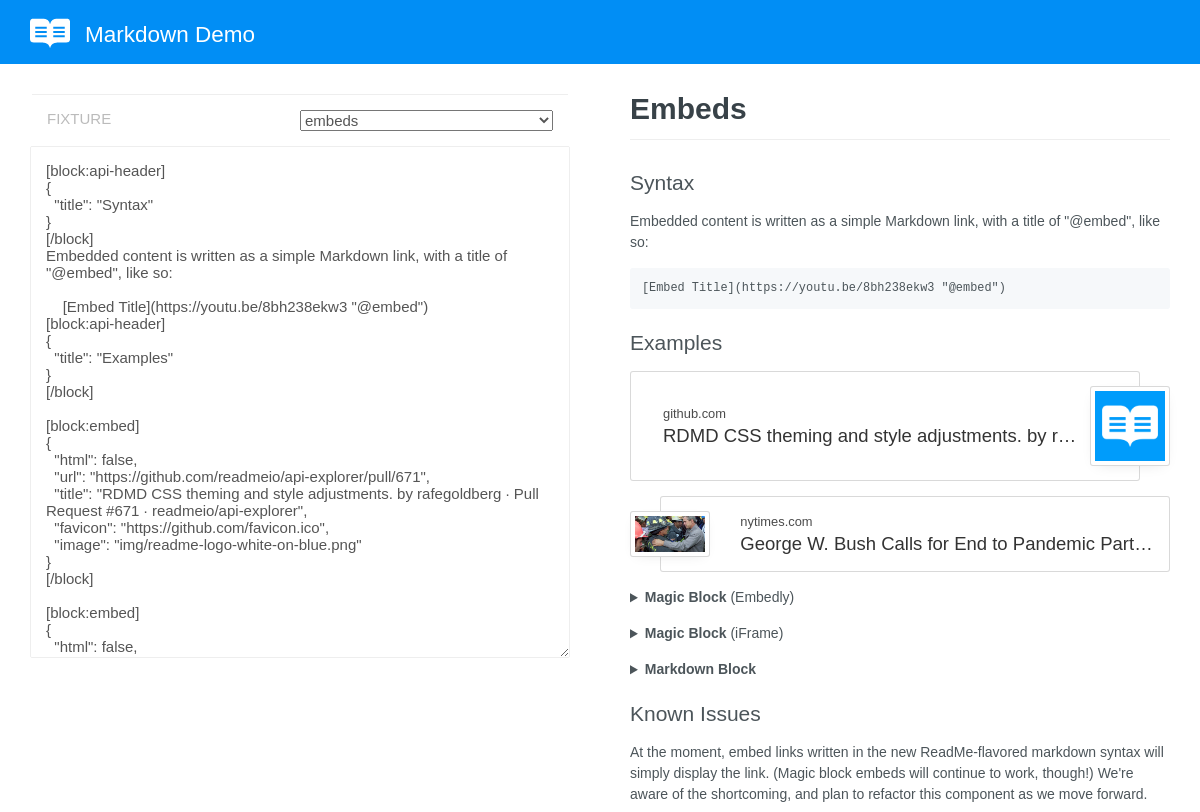 Markdown Demo
FIXTURE
embeds
[block:api-header]
{
  "title": "Syntax"
}
[/block]
Embedded content is written as a simple Markdown link, with a title of
"@embed", like so:
    [Embed Title](https://youtu.be/8bh238ekw3 "@embed")
[block:api-header]
{
  "title": "Examples"
}
[/block]
[block:embed]
{
  "html": false,
  "url": "https://github.com/readmeio/api-explorer/pull/671",
  "title": "RDMD CSS theming and style adjustments. by rafegoldberg · Pull
Request #671 · readmeio/api-explorer",
  "favicon": "https://github.com/favicon.ico",
  "image": "img/readme-logo-white-on-blue.png"
}
[/block]
[block:embed]
{
  "html": false,
Embeds
Syntax
Embedded content is written as a simple Markdown link, with a title of "@embed", like
so:
[Embed Title](https://youtu.be/8bh238ekw3 "@embed")
Examples
github.com
RDMD CSS theming and style adjustments. by r…
nytimes.com
George W. Bush Calls for End to Pandemic Part…
Magic Block (Embedly)
Magic Block (iFrame)
Markdown Block
Known Issues
At the moment, embed links written in the new ReadMe-flavored markdown syntax will
simply display the link. (Magic block embeds will continue to work, though!) We're
aware of the shortcoming, and plan to refactor this component as we move forward.